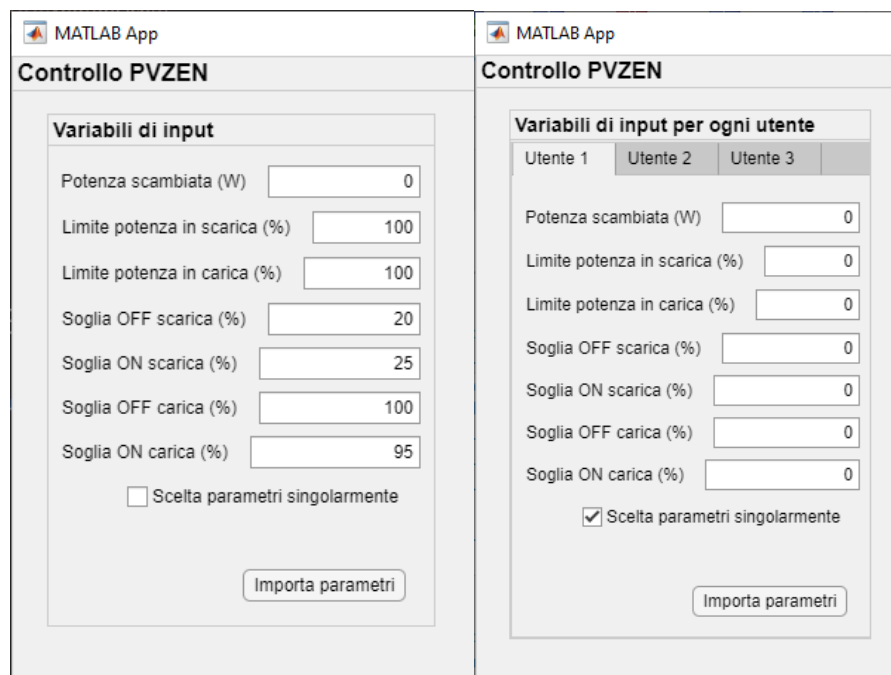 MATLAB App
Controllo PVZEN
Variabili di input
Potenza scambiata (W) 0
Limite potenza in scarica (%) 100
Limite potenza in carica (%) 100
Soglia OFF scarica (%) 20
Soglia ON scarica (%) 25
Soglia OFF carica (%) 100
Soglia ON carica (%) 95
Scelta parametri singolarmente
Importa parametri
MATLAB App
Controllo PVZEN
Variabili di input per ogni utente
Utente 1 Utente 2 Utente 3
Potenza scambiata (W) 0
Limite potenza in scarica (%) 0
Limite potenza in carica (%) 0
Soglia OFF scarica (%) 0
Soglia ON scarica (%) 0
Soglia OFF carica (%) 0
Soglia ON carica (%) 0
Scelta parametri singolarmente
Importa parametri